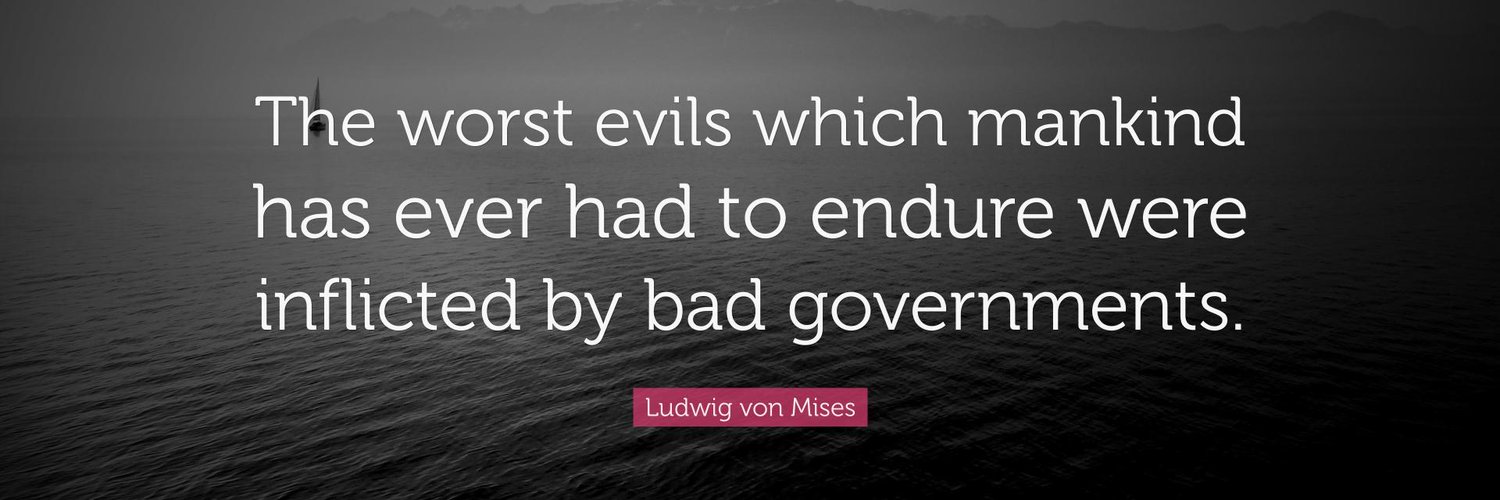 The worst evils which mankind
has ever had to endure were
inflicted by bad governments.
Ludwig von Mises